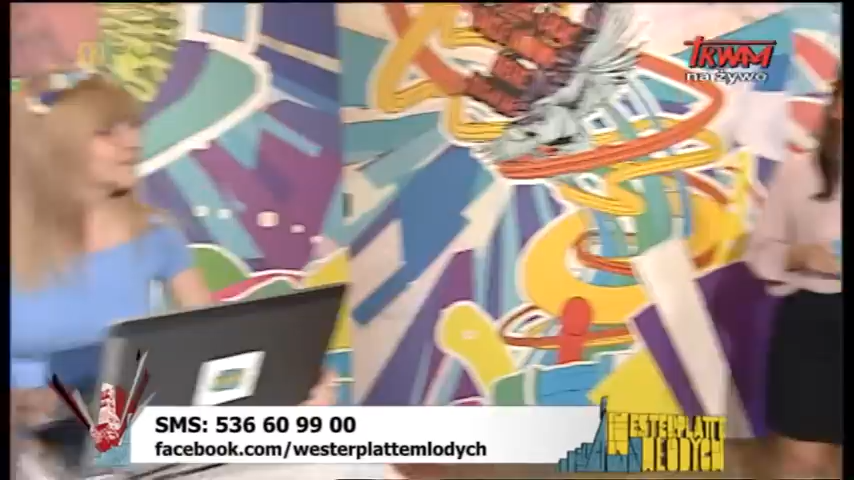 TRWAM
na żywo
SMS: 536 60 99 00
facebook.com/westerplattemlodych
WESTERPLATTE
MŁODYCH